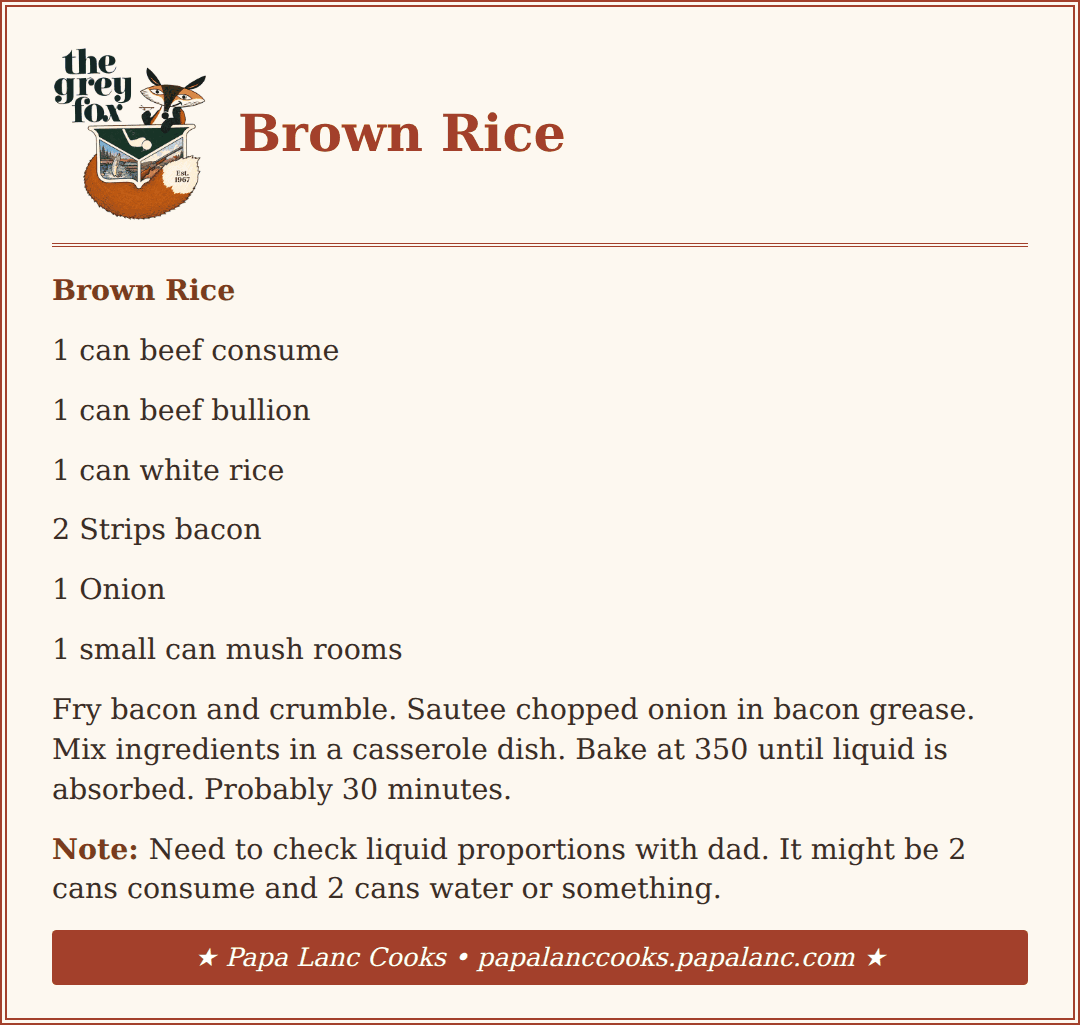 the
grey
fox
Est.
1967
Brown Rice
Brown Rice
1 can beef consume
1 can beef bullion
1 can white rice
2 Strips bacon
1 Onion
1 small can mush rooms
Fry bacon and crumble. Sautee chopped onion in bacon grease.
Mix ingredients in a casserole dish. Bake at 350 until liquid is
absorbed. Probably 30 minutes.
Note: Need to check liquid proportions with dad. It might be 2
cans consume and 2 cans water or something.
★ Papa Lanc Cooks • papalanccooks.papalanc.com ★